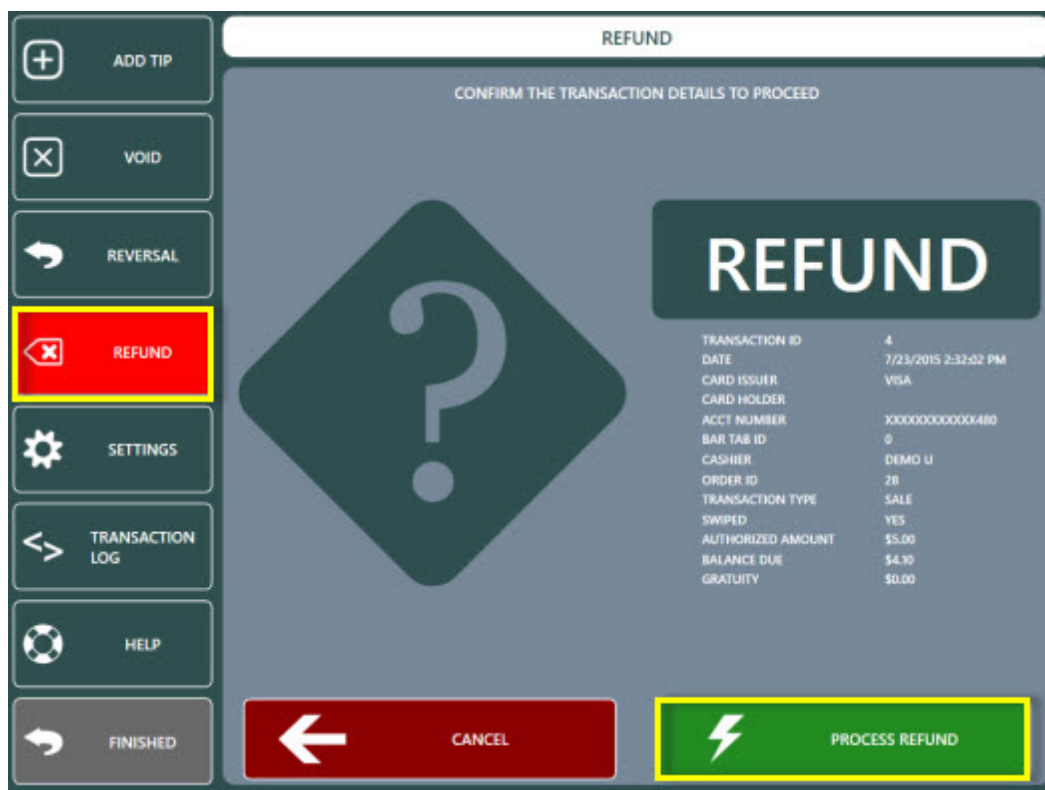 ADD TIP
VOID
REVERSAL
REFUND
SETTINGS
TRANSACTION
LOG
HELP
FINISHED
REFUND
CONFIRM THE TRANSACTION DETAILS TO PROCEED
?
REFUND
TRANSACTION ID 4
DATE 7/23/2015 2:32:02 PM
CARD ISSUER VISA
CARD HOLDER
ACCT NUMBER XXXXXXXXXXXXX480
BAR TAB ID 0
CASHIER DEMO U
ORDER ID 28
TRANSACTION TYPE SALE
SWIPED YES
AUTHORIZED AMOUNT $5.00
BALANCE DUE $4.10
GRATUITY $0.00
CANCEL
PROCESS REFUND